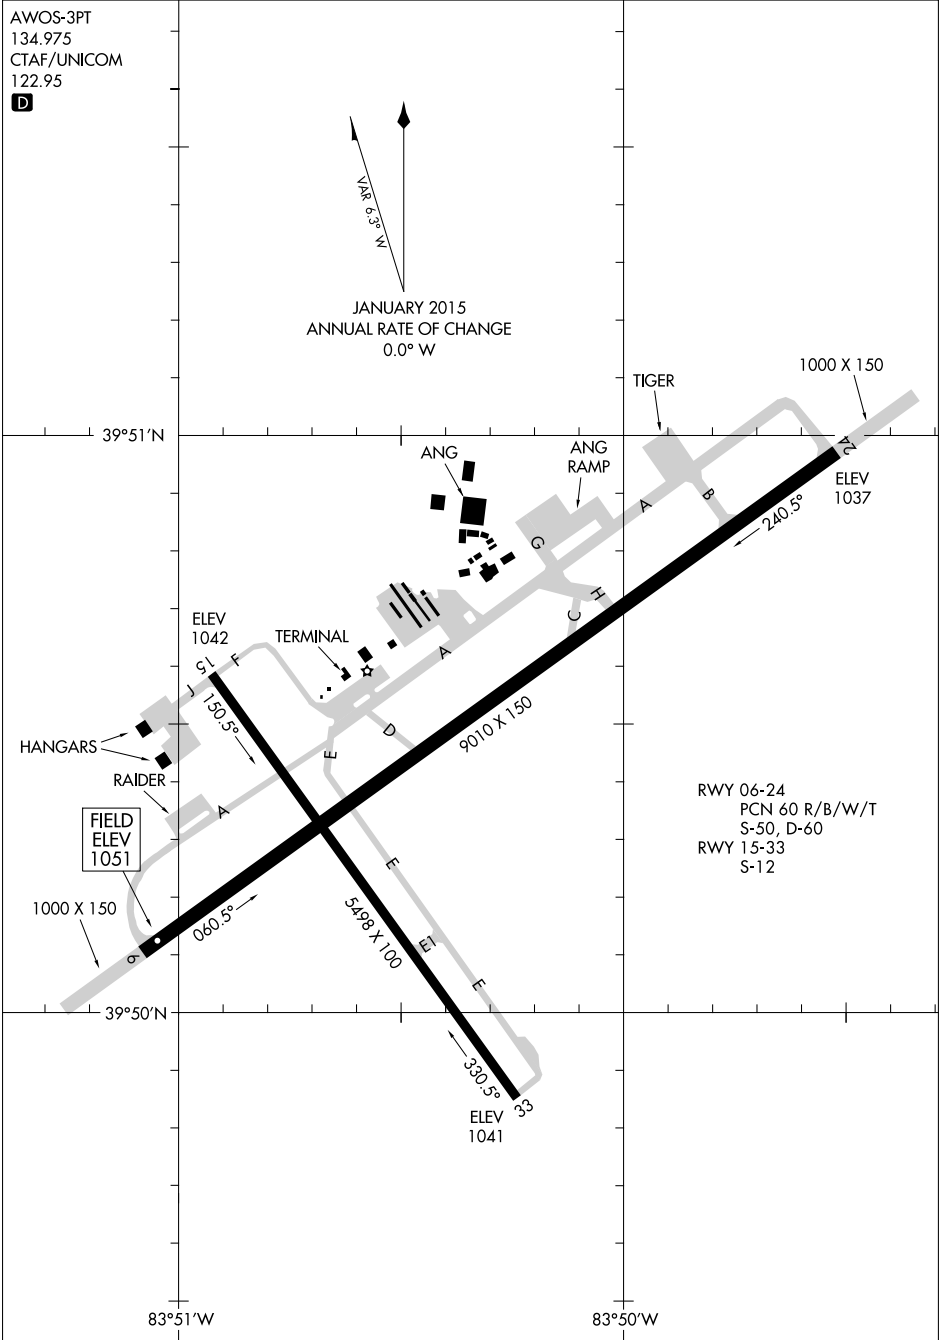 AWOS-3PT
134.975
CTAF/UNICOM
122.95
D
VAR 6.3° W
JANUARY 2015
ANNUAL RATE OF CHANGE
0.0° W
1000 X 150
TIGER
39°51'N
24
ANG
ANG
RAMP
ELEV
1037
A
B
240.5°
G
H
C
ELEV
1042
TERMINAL
A
15
F
J
150.5°
9010 X 150
D
E
HANGARS
RAIDER
A
RWY 06-24
PCN 60 R/B/W/T
S-50, D-60
RWY 15-33
S-12
FIELD
ELEV
1051
E
1000 X 150
060.5°
5498 X 100
E1
6
E
39°50'N
330.5°
33
ELEV
1041
83°51'W
83°50'W